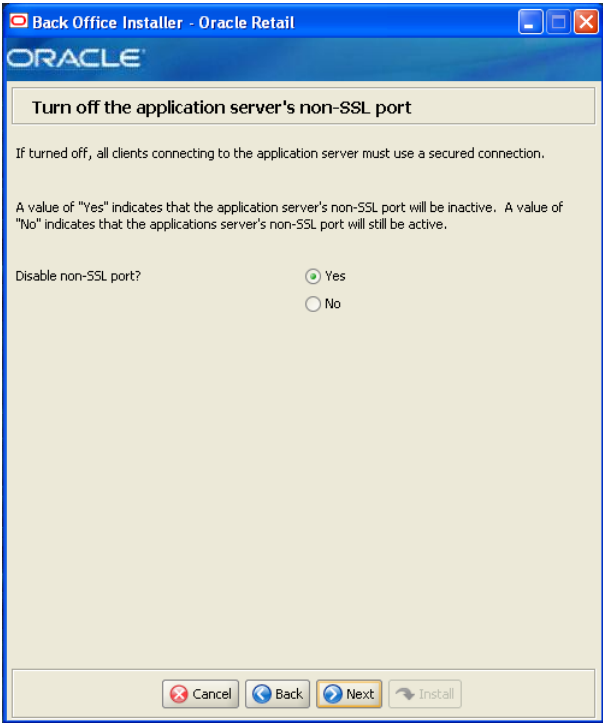 Back Office Installer - Oracle Retail
ORACLE
Turn off the application server's non-SSL port
If turned off, all clients connecting to the application server must use a secured connection.
A value of "Yes" indicates that the application server's non-SSL port will be inactive. A value of
"No" indicates that the applications server's non-SSL port will still be active.
Disable non-SSL port?
Yes
No
Cancel
Back
Next
Install